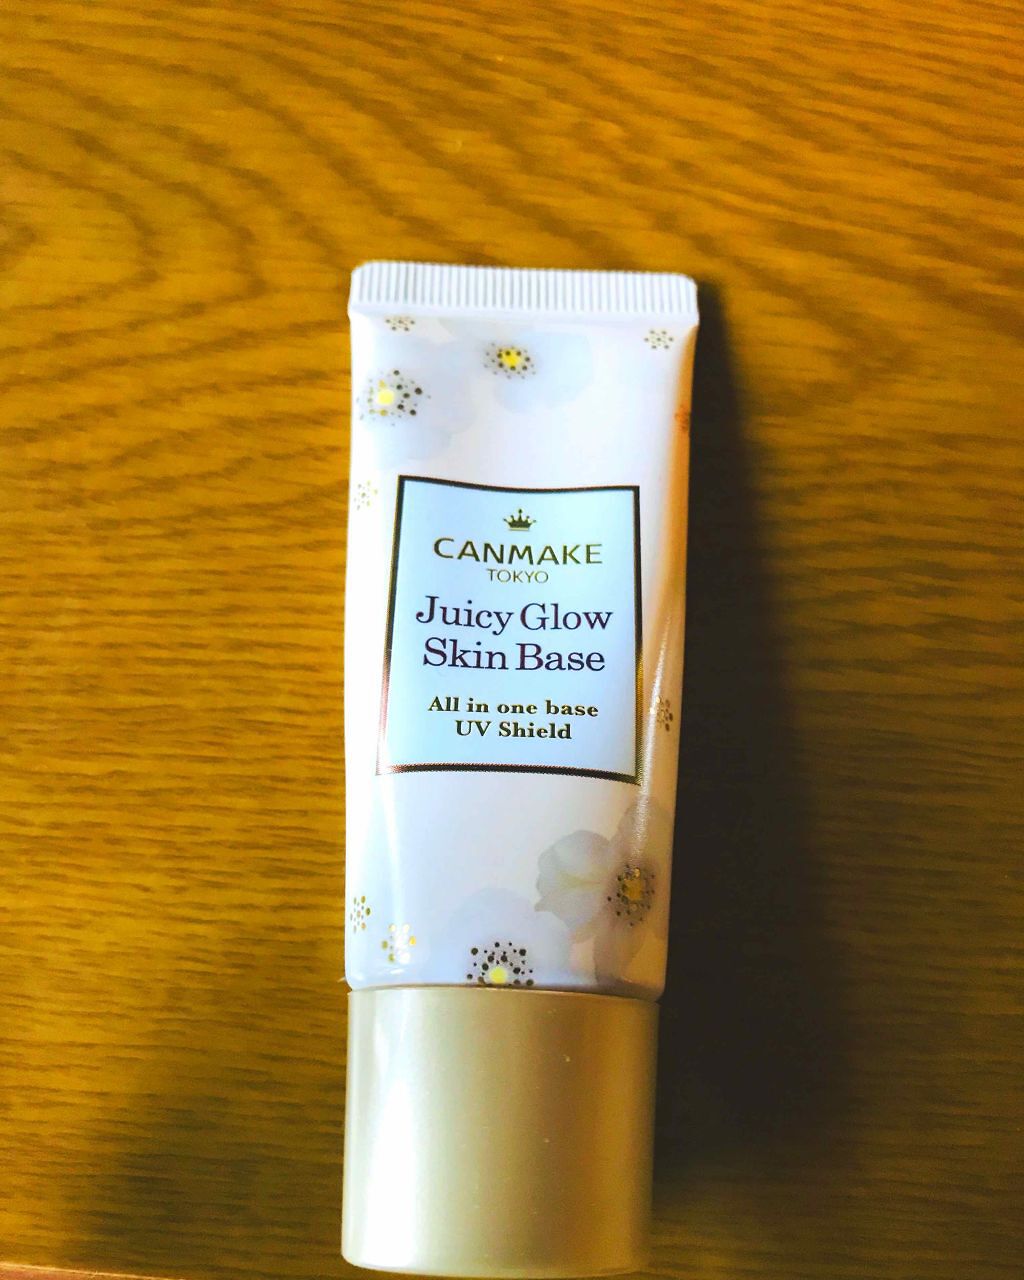 CANMAKE
TOKYO
Juicy Glow
Skin Base
All in one base
UV Shield